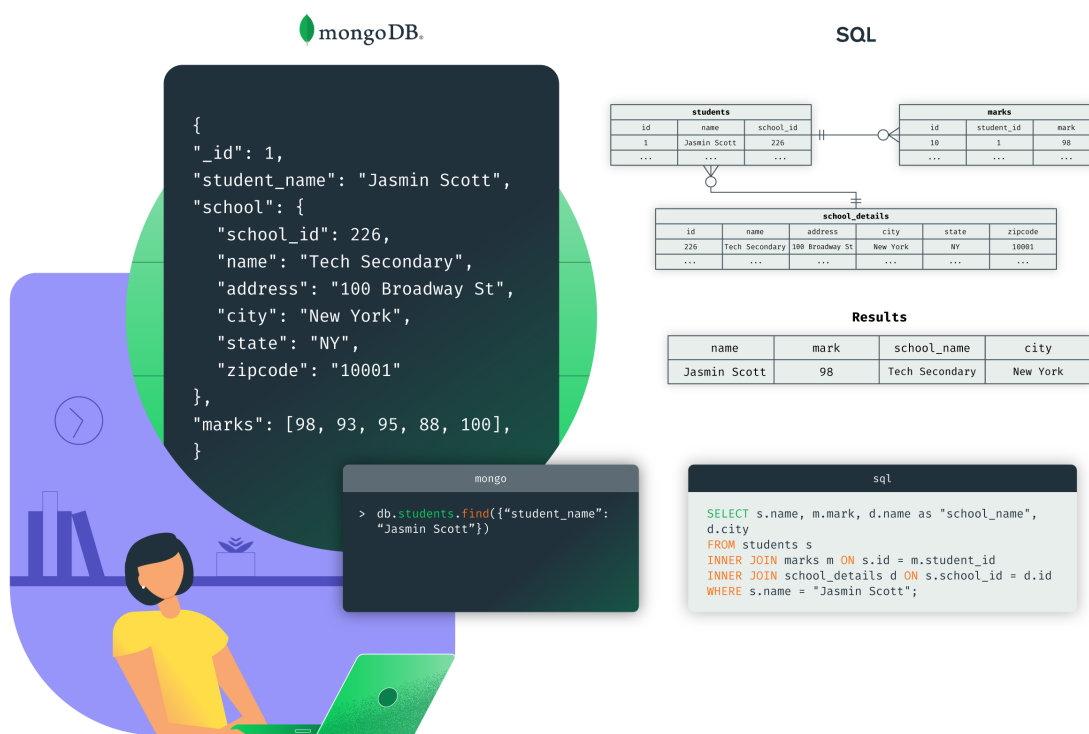 mongoDB®
{
"_id": 1,
"student_name": "Jasmin Scott",
"school": {
"school_id": 226,
"name": "Tech Secondary",
"address": "100 Broadway St",
"city": "New York",
"state": "NY",
"zipcode": "10001"
},
"marks": [98, 93, 95, 88, 100],
}
mongo
> db.students.find({“student_name”:
“Jasmin Scott”})
SQL
students
id name school_id
1 Jasmin Scott 226
... ... ...
marks
id student_id mark
10 1 98
... ... ...
school_details
id name address city state zipcode
226 Tech Secondary 100 Broadway St New York NY 10001
... ... ... ... ... ...
Results
name mark school_name city
Jasmin Scott 98 Tech Secondary New York
sql
SELECT s.name, m.mark, d.name as "school_name",
d.city
FROM students s
INNER JOIN marks m ON s.id = m.student_id
INNER JOIN school_details d ON s.school_id = d.id
WHERE s.name = "Jasmin Scott";